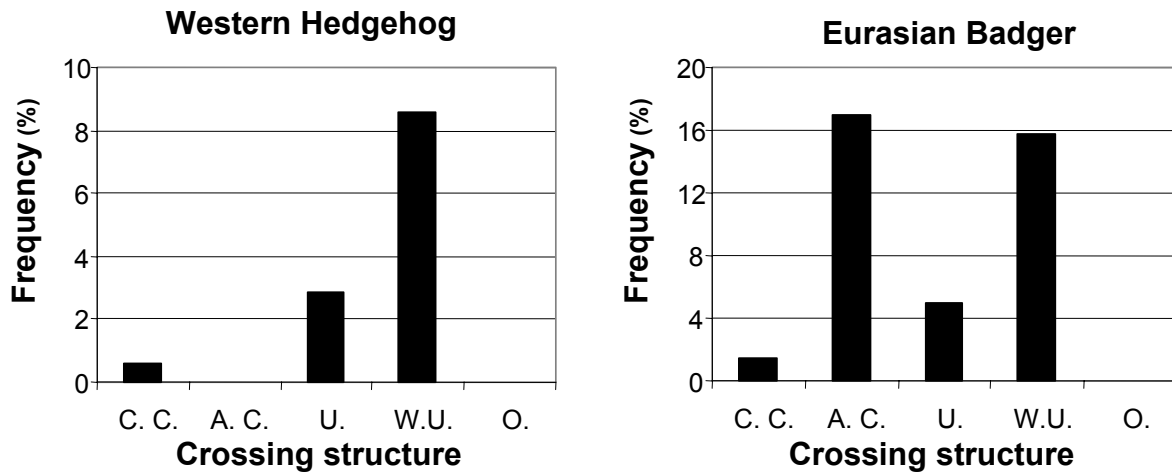 Western Hedgehog
Frequency (%)
10
8
6
4
2
0
C. C. A. C. U. W.U. O.
Crossing structure
Eurasian Badger
Frequency (%)
20
16
12
8
4
0
C. C. A. C. U. W.U. O.
Crossing structure